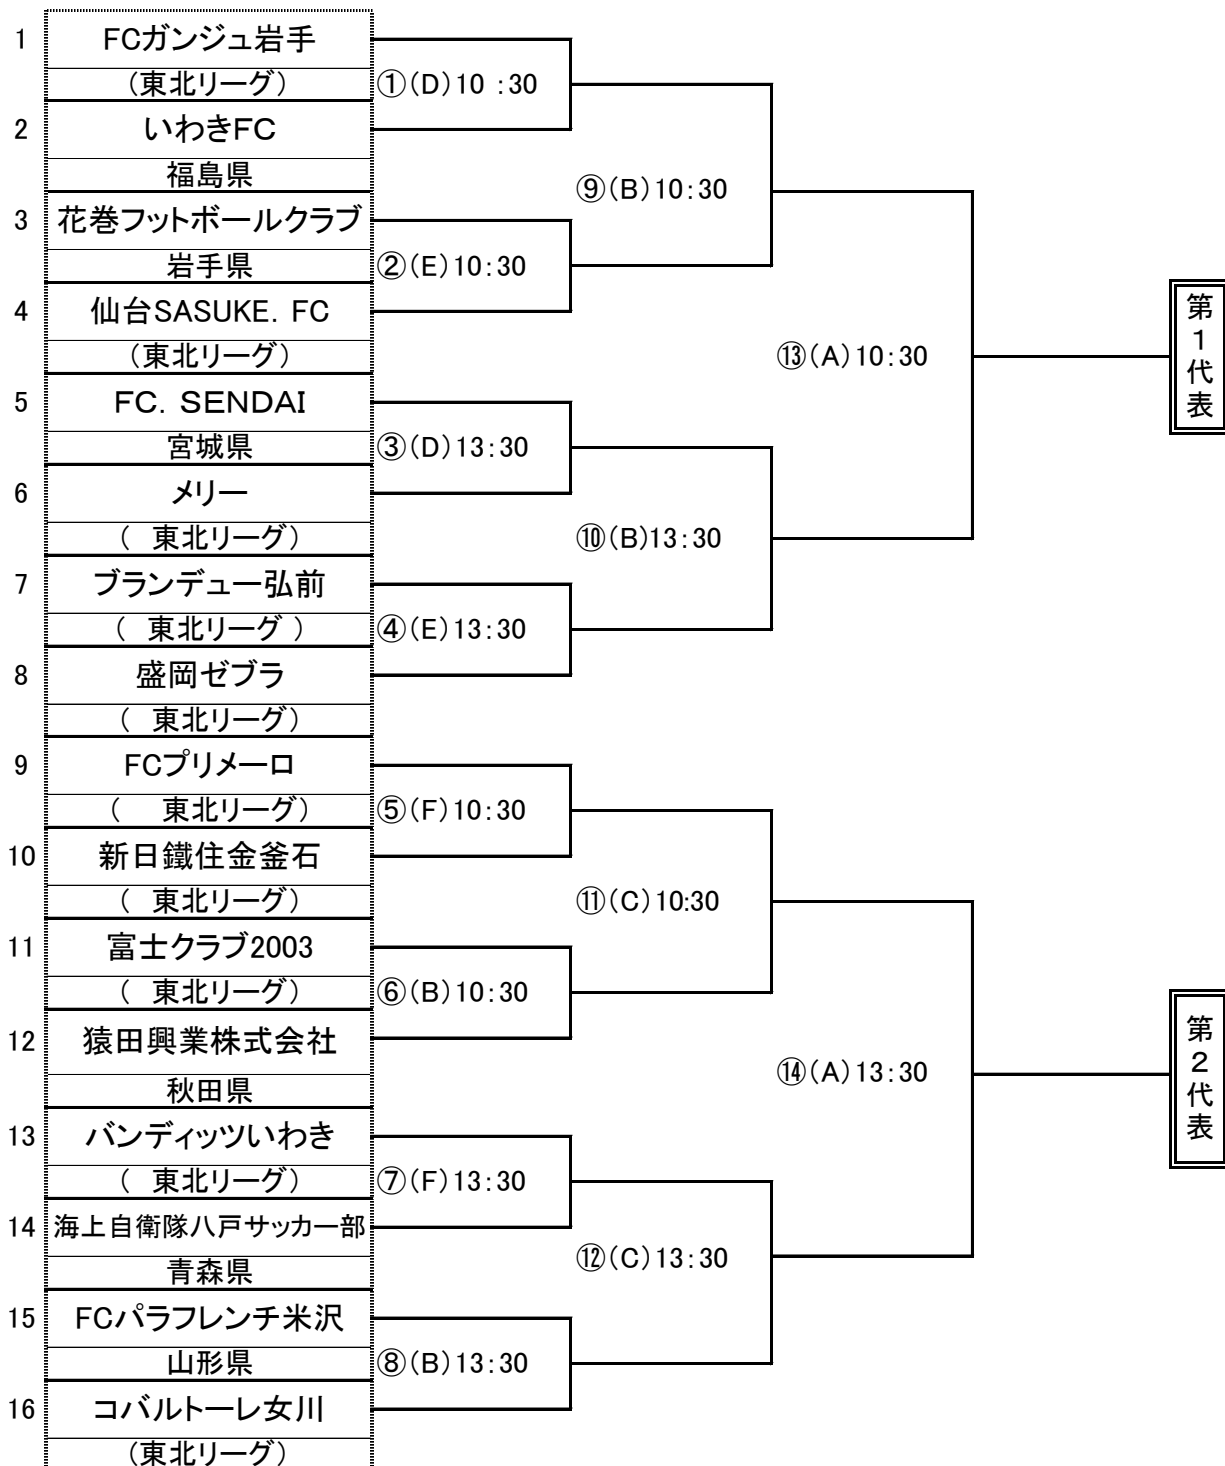 1
FCガンジュ岩手
(東北リーグ)
①(D)10 :30
2
いわきFC
福島県
⑨(B)10:30
3
花巻フットボールクラブ
岩手県
②(E)10:30
4
仙台SASUKE. FC
(東北リーグ)
⑬(A)10:30
第1代表
5
FC. SENDAI
宮城県
③(D)13:30
6
メリー
( 東北リーグ)
⑩(B)13:30
7
ブランデュー弘前
( 東北リーグ )
④(E)13:30
8
盛岡ゼブラ
( 東北リーグ)
9
FCプリメーロ
( 東北リーグ)
⑤(F)10:30
10
新日鐵住金釜石
( 東北リーグ)
⑪(C)10:30
11
富士クラブ2003
( 東北リーグ)
⑥(B)10:30
12
猿田興業株式会社
秋田県
⑭(A)13:30
第2代表
13
バンディッツいわき
( 東北リーグ)
⑦(F)13:30
14
海上自衛隊八戸サッカー部
青森県
⑫(C)13:30
15
FCパラフレンチ米沢
山形県
⑧(B)13:30
16
コバルトーレ女川
(東北リーグ)